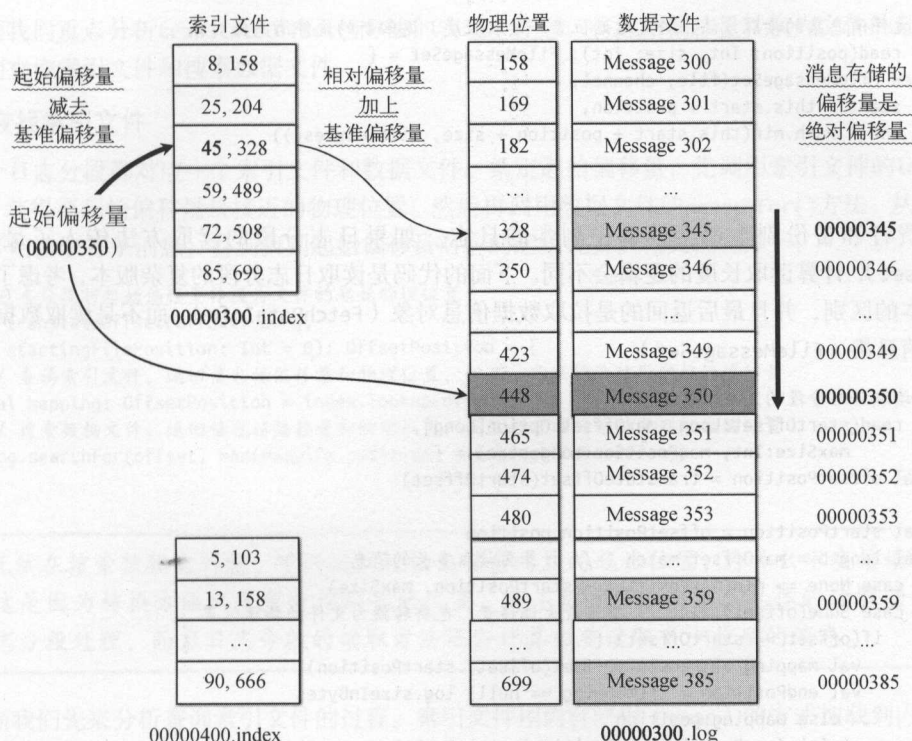 索引文件
物理位置
数据文件
8, 158
25, 204
45, 328
59, 489
72, 508
85, 699
00000300.index
起始偏移量
减去
基准偏移量
相对偏移量
加上
基准偏移量
起始偏移量
(00000350)
158 Message 300
169 Message 301
182 Message 302
...
328 Message 345 00000345
350 Message 346 00000346
... ... ...
423 Message 349 00000349
448 Message 350 00000350
465 Message 351 00000351
474 Message 352 00000352
480 Message 353 00000353
... ... ...
489 Message 359 00000359
... ... ...
699 Message 385 00000385
消息存储的
偏移量是
绝对偏移量
5, 103
13, 158
...
90, 666
00000400.index
00000300.log